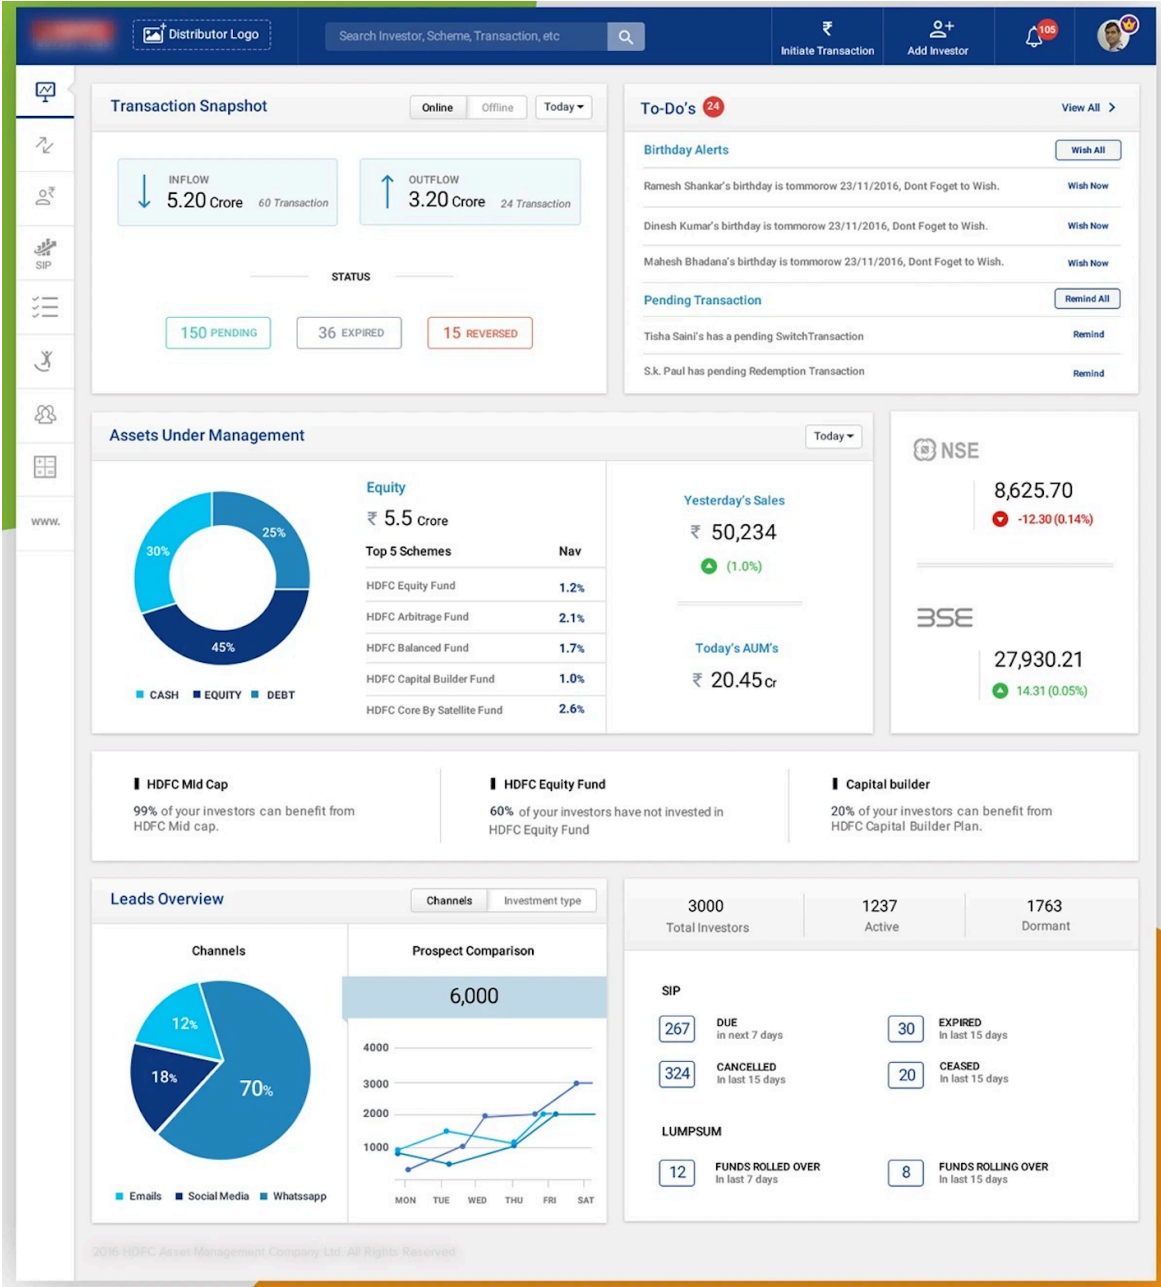 Distributor Logo
Search Investor, Scheme, Transaction, etc
₹
Initiate Transaction
Add Investor
105
Transaction Snapshot
Online
Offline
Today
INFLOW
5.20 Crore 60 Transaction
OUTFLOW
3.20 Crore 24 Transaction
STATUS
150 PENDING
36 EXPIRED
15 REVERSED
To-Do's 24
View All >
Birthday Alerts
Wish All
Ramesh Shankar's birthday is tommorow 23/11/2016, Dont Foget to Wish.
Wish Now
Dinesh Kumar's birthday is tommorow 23/11/2016, Dont Foget to Wish.
Wish Now
Mahesh Bhadana's birthday is tommorow 23/11/2016, Dont Foget to Wish.
Wish Now
Pending Transaction
Remind All
Tisha Saini's has a pending SwitchTransaction
Remind
S.k. Paul has pending Redemption Transaction
Remind
SIP
www.
Assets Under Management
Today
30%
25%
45%
CASH EQUITY DEBT
Equity
₹ 5.5 Crore
Top 5 Schemes Nav
HDFC Equity Fund 1.2%
HDFC Arbitrage Fund 2.1%
HDFC Balanced Fund 1.7%
HDFC Capital Builder Fund 1.0%
HDFC Core By Satellite Fund 2.6%
Yesterday's Sales
₹ 50,234
(1.0%)
Today's AUM's
₹ 20.45 Cr
NSE
8,625.70
-12.30 (0.14%)
BSE
27,930.21
14.31 (0.05%)
HDFC MId Cap
99% of your investors can benefit from
HDFC Mid cap.
HDFC Equity Fund
60% of your investors have not invested in
HDFC Equity Fund
Capital builder
20% of your investors can benefit from
HDFC Capital Builder Plan.
Leads Overview
Channels
Investment type
Channels
12%
18%
70%
Emails Social Media Whatssapp
Prospect Comparison
6,000
4000
3000
2000
1000
MON TUE WED THU FRI SAT
3000
Total Investors
1237
Active
1763
Dormant
SIP
267 DUE
in next 7 days
30 EXPIRED
In last 15 days
324 CANCELLED
In last 15 days
20 CEASED
In last 15 days
LUMPSUM
12 FUNDS ROLLED OVER
In last 7 days
8 FUNDS ROLLING OVER
In last 15 days
2016 HDFC Asset Management Company Ltd. All Rights Reserved